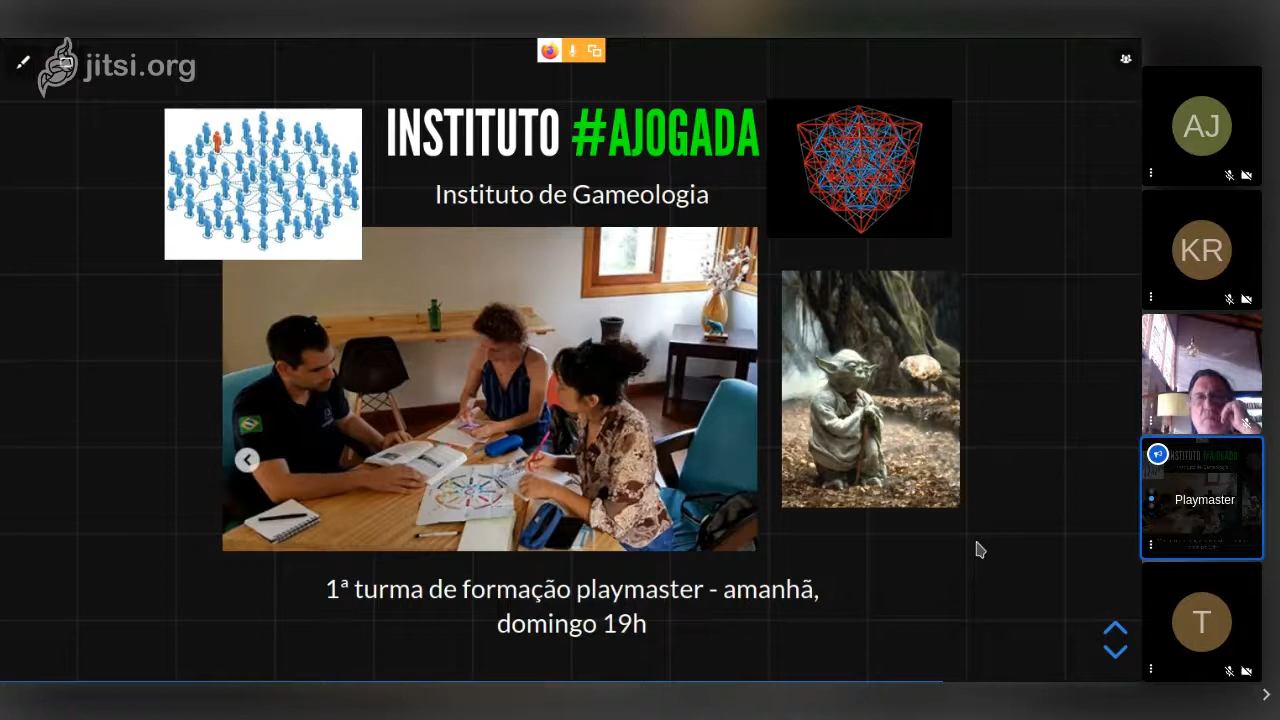 jitsi.org
INSTITUTO #AJOGADA
Instituto de Gameologia
1ª turma de formação playmaster - amanhã,
domingo 19h
AJ
KR
Playmaster
T